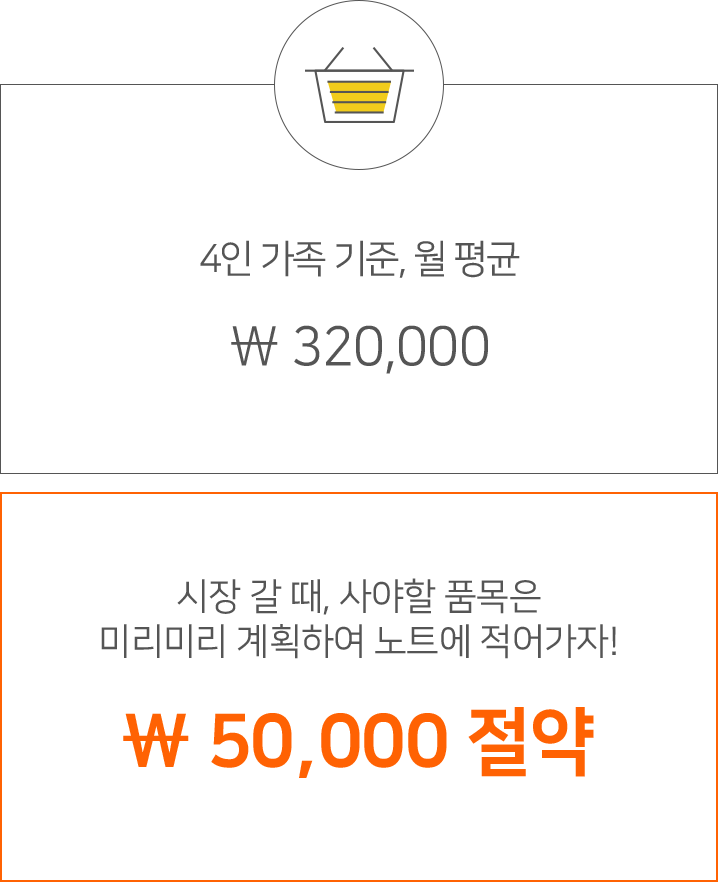 4인 가족 기준, 월 평균
₩ 320,000
시장 갈 때, 사야할 품목은
미리미리 계획하여 노트에 적어가자!
₩ 50,000 절약